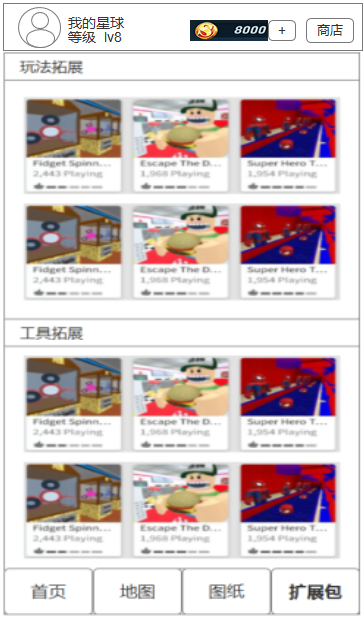 我的星球
等级 lv8
8000
+
商店
玩法拓展
Fidget Spinn... Escape The D... Super Hero T...
2,443 Playing 1,968 Playing 1,954 Playing
Fidget Spinn... Escape The D... Super Hero T...
2,443 Playing 1,968 Playing 1,954 Playing
工具拓展
Fidget Spinn... Escape The D... Super Hero T...
2,443 Playing 1,968 Playing 1,954 Playing
Fidget Spinn... Escape The D... Super Hero T...
2,443 Playing 1,968 Playing 1,954 Playing
首页 地图 图纸 扩展包